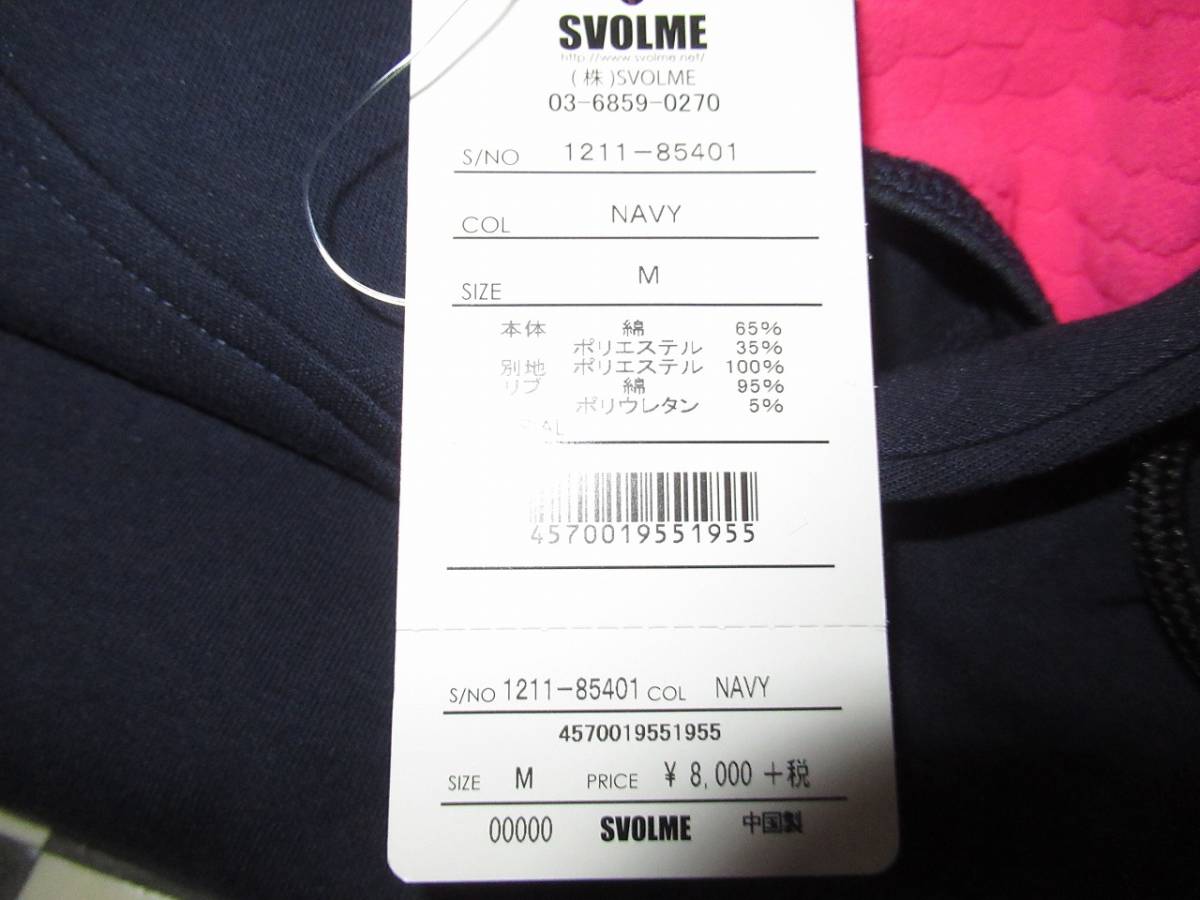 SVOLME
http://www.svolme.net/
(株)SVOLME
03-6859-0270
S/NO 1211-85401
COL NAVY
SIZE M
本体 綿 65%
ポリエステル 35%
別地 ポリエステル 100%
リブ 綿 95%
ポリウレタン 5%
4570019551955
S/NO 1211-85401 COL NAVY
4570019551955
SIZE M PRICE ¥ 8,000 +税
00000 SVOLME 中国製